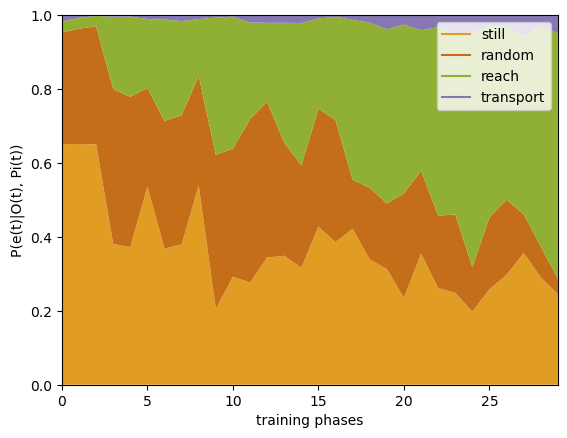 1.0
0.8
0.6
0.4
0.2
0.0
P(e(t)|O(t), Pi(t))
still
random
reach
transport
0 5 10 15 20 25
training phases